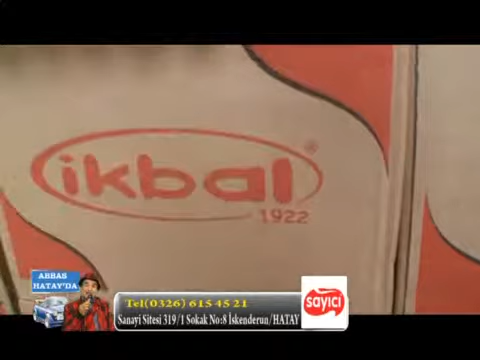 ikbal ®
1922
ABBAS
HATAY'DA
Tel(0326) 615 45 21
Sanayi Sitesi 319/1 Sokak No:8 İskenderun/HATAY
sayıcı